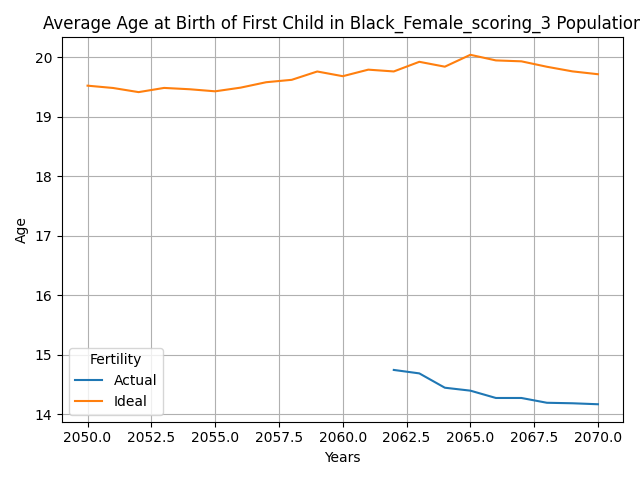 Average Age at Birth of First Child in Black_Female_scoring_3 Population
20
19
18
17
16
15
14
Age
Fertility
Actual
Ideal
2050.0 2052.5 2055.0 2057.5 2060.0 2062.5 2065.0 2067.5 2070.0
Years